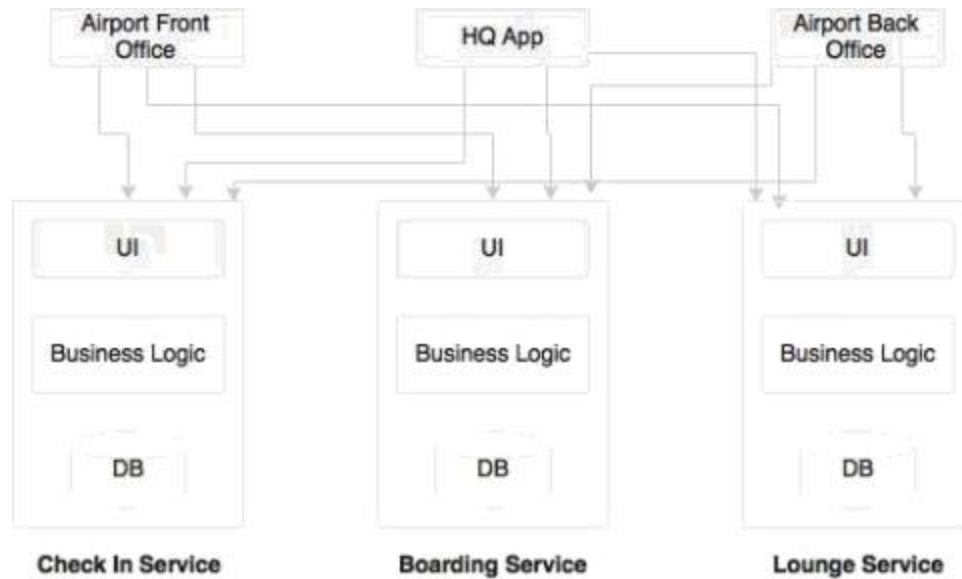 Airport Front
Office
HQ App
Airport Back
Office
UI
UI
UI
Business Logic
Business Logic
Business Logic
DB
DB
DB
Check In Service
Boarding Service
Lounge Service